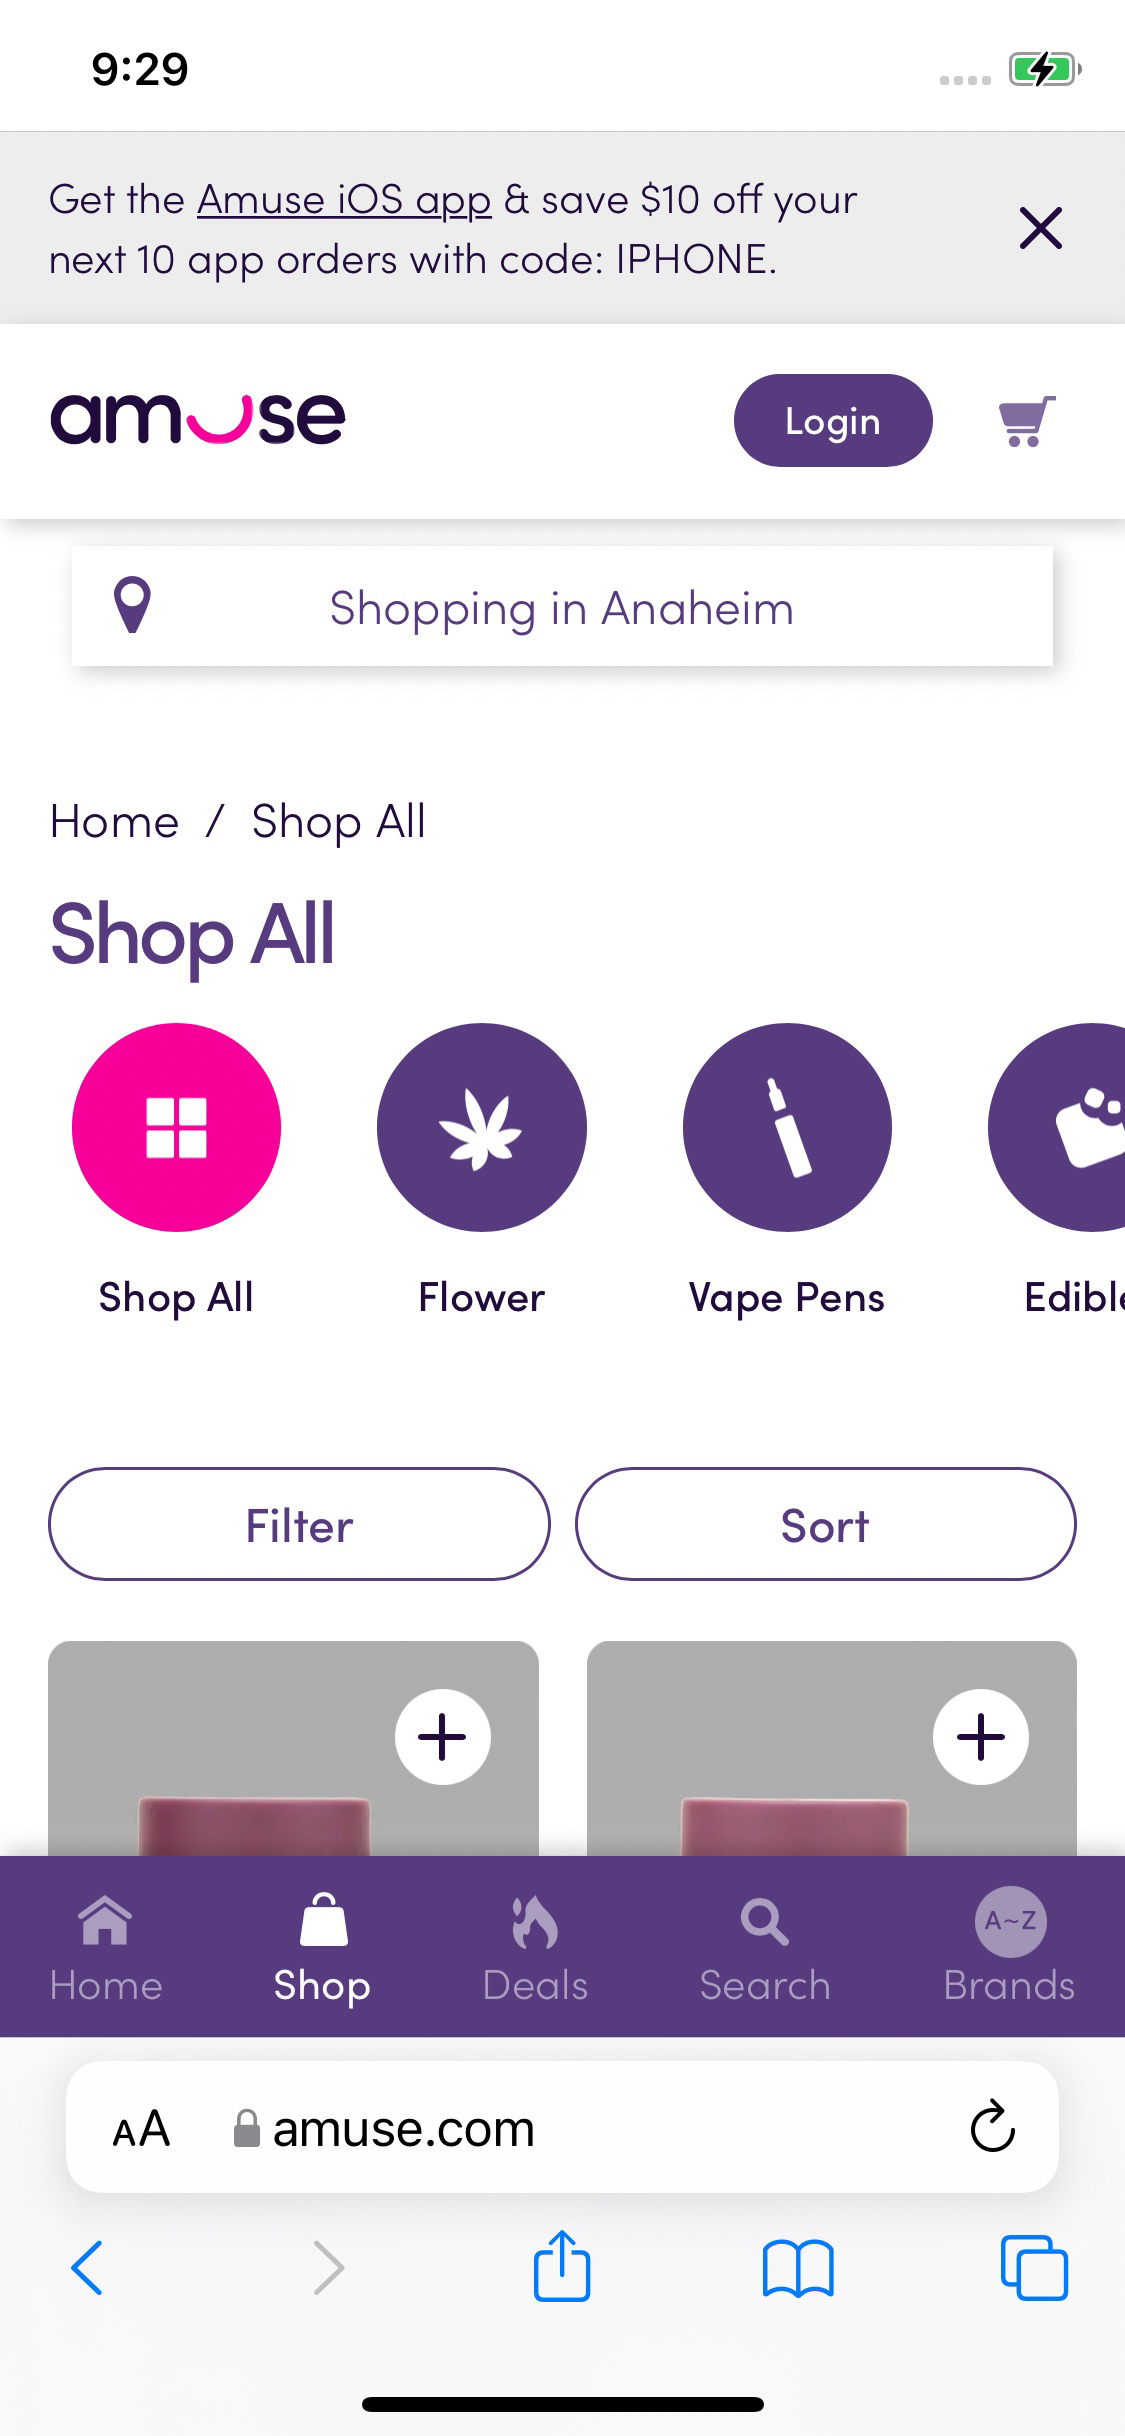 9:29
Get the Amuse iOS app & save $10 off your
next 10 app orders with code: IPHONE.
amuse
Login
Shopping in Anaheim
Home / Shop All
Shop All
Shop All Flower Vape Pens Edible
Filter Sort
A~Z
Home Shop Deals Search Brands
AA amuse.com